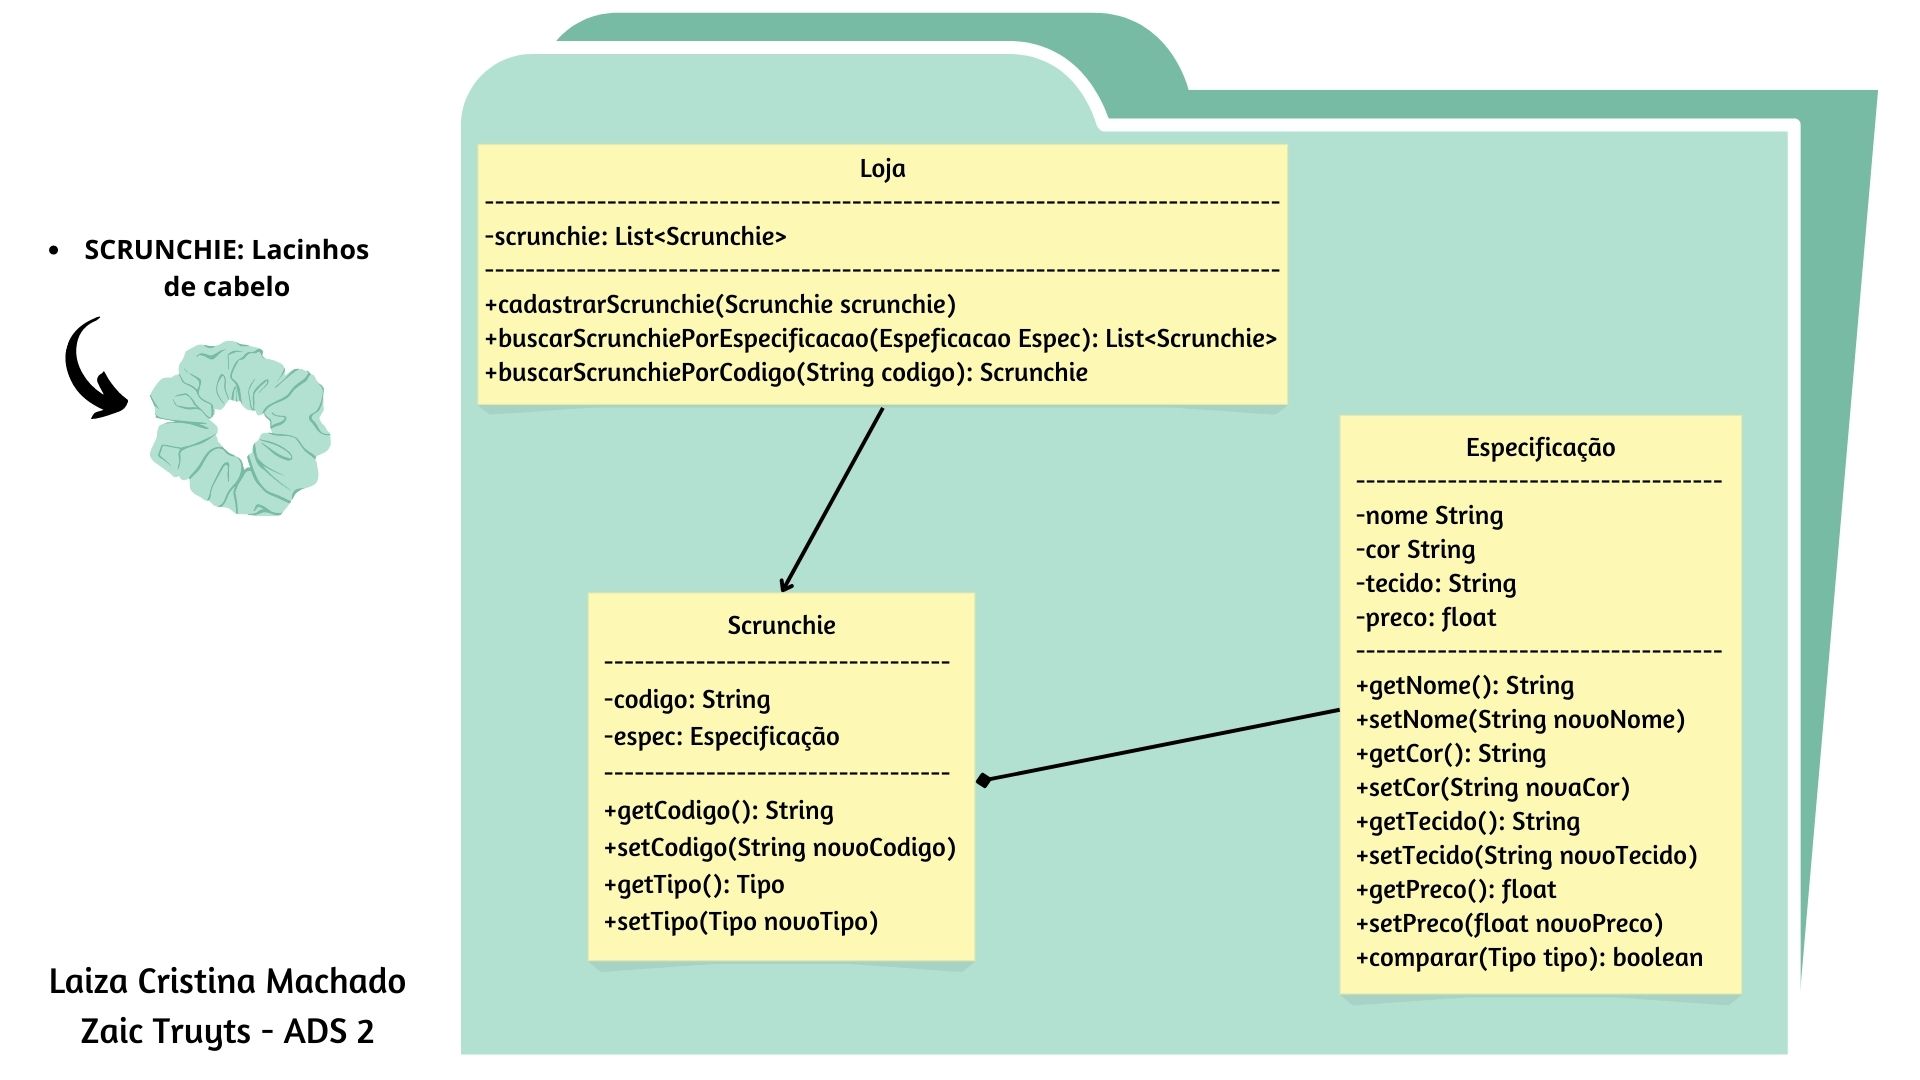 • SCRUNCHIE: Lacinhos
de cabelo
Laiza Cristina Machado
Zaic Truyts - ADS 2
Loja
------------------------------------------------------------------------------
-scrunchie: List<Scrunchie>
------------------------------------------------------------------------------
+cadastrarScrunchie(Scrunchie scrunchie)
+buscarScrunchiePorEspecificacao(Espeficacao Espec): List<Scrunchie>
+buscarScrunchiePorCodigo(String codigo): Scrunchie
Scrunchie
----------------------------------
-codigo: String
-espec: Especificação
----------------------------------
+getCodigo(): String
+setCodigo(String novoCodigo)
+getTipo(): Tipo
+setTipo(Tipo novoTipo)
Especificação
------------------------------------
-nome String
-cor String
-tecido: String
-preco: float
------------------------------------
+getNome(): String
+setNome(String novoNome)
+getCor(): String
+setCor(String novaCor)
+getTecido(): String
+setTecido(String novoTecido)
+getPreco(): float
+setPreco(float novoPreco)
+comparar(Tipo tipo): boolean